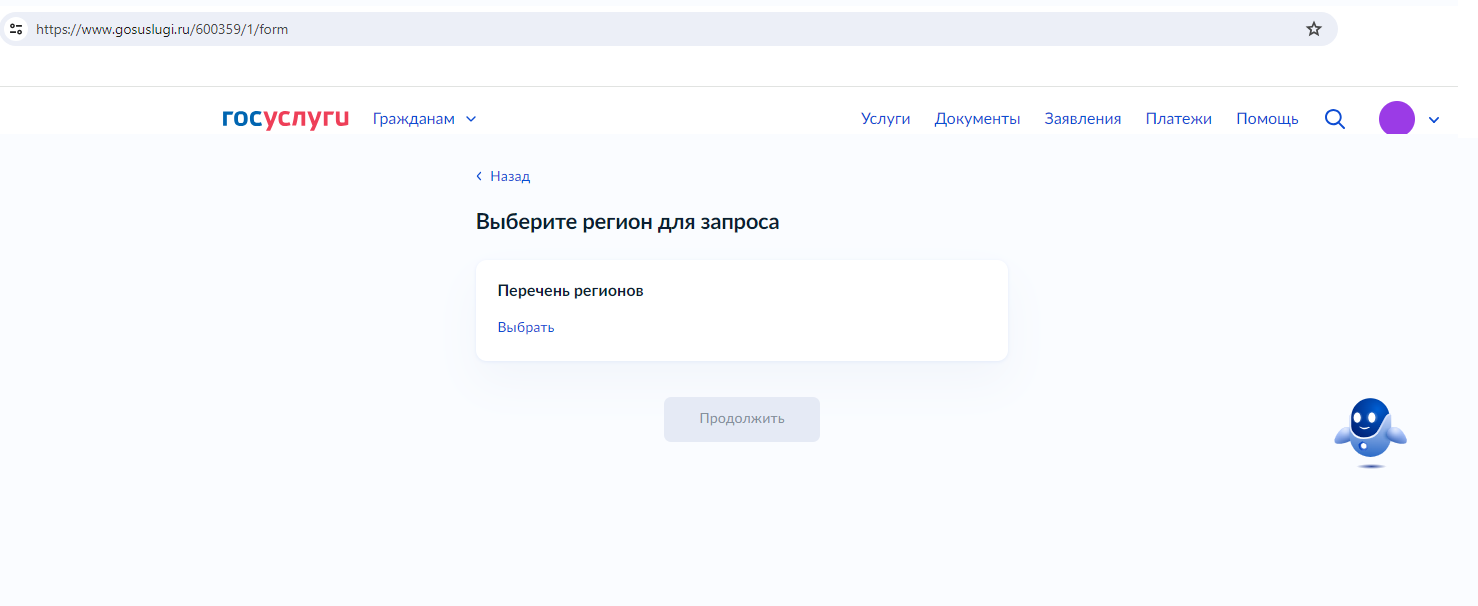 https://www.gosuslugi.ru/600359/1/form
госуслуги Гражданам Услуги Документы Заявления Платежи Помощь
Назад
Выберите регион для запроса
Перечень регионов
Выбрать
Продолжить